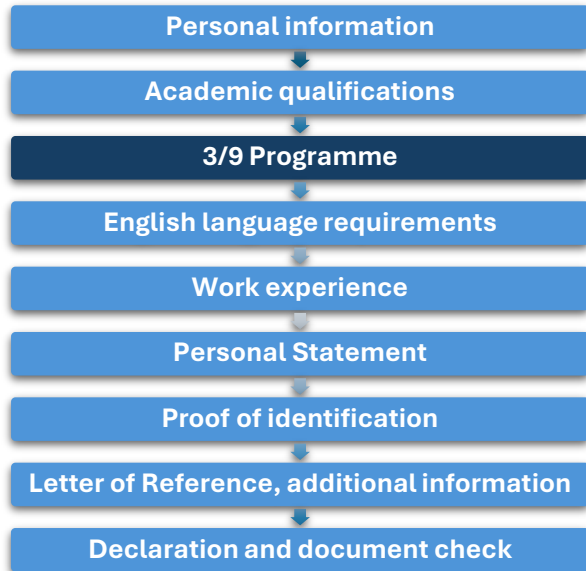 Personal information
Academic qualifications
3/9 Programme
English language requirements
Work experience
Personal Statement
Proof of identification
Letter of Reference, additional information
Declaration and document check